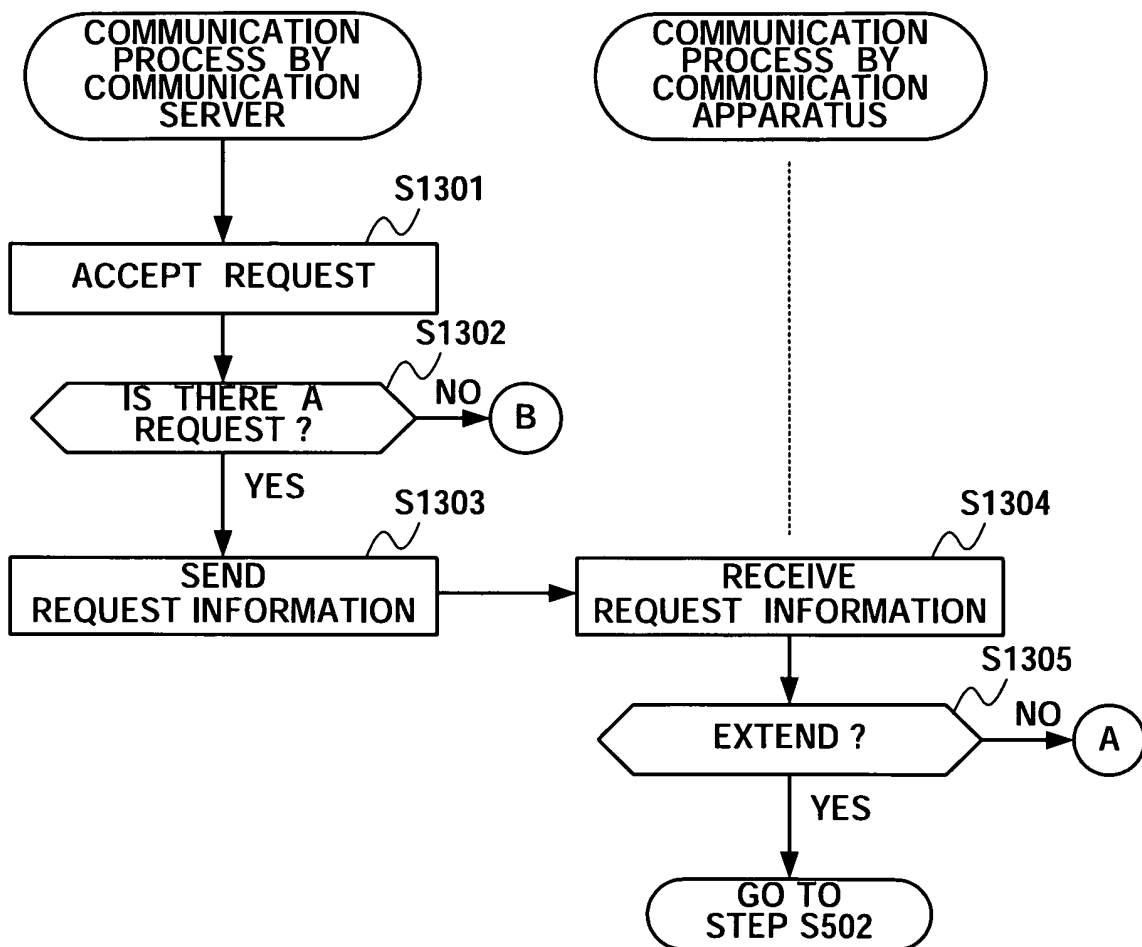 COMMUNICATION
PROCESS BY
COMMUNICATION
SERVER
COMMUNICATION
PROCESS BY
COMMUNICATION
APPARATUS
S1301
ACCEPT REQUEST
S1302
IS THERE A
REQUEST ?
NO
B
YES
S1303
SEND
REQUEST INFORMATION
S1304
RECEIVE
REQUEST INFORMATION
S1305
EXTEND ?
NO
A
YES
GO TO
STEP S502